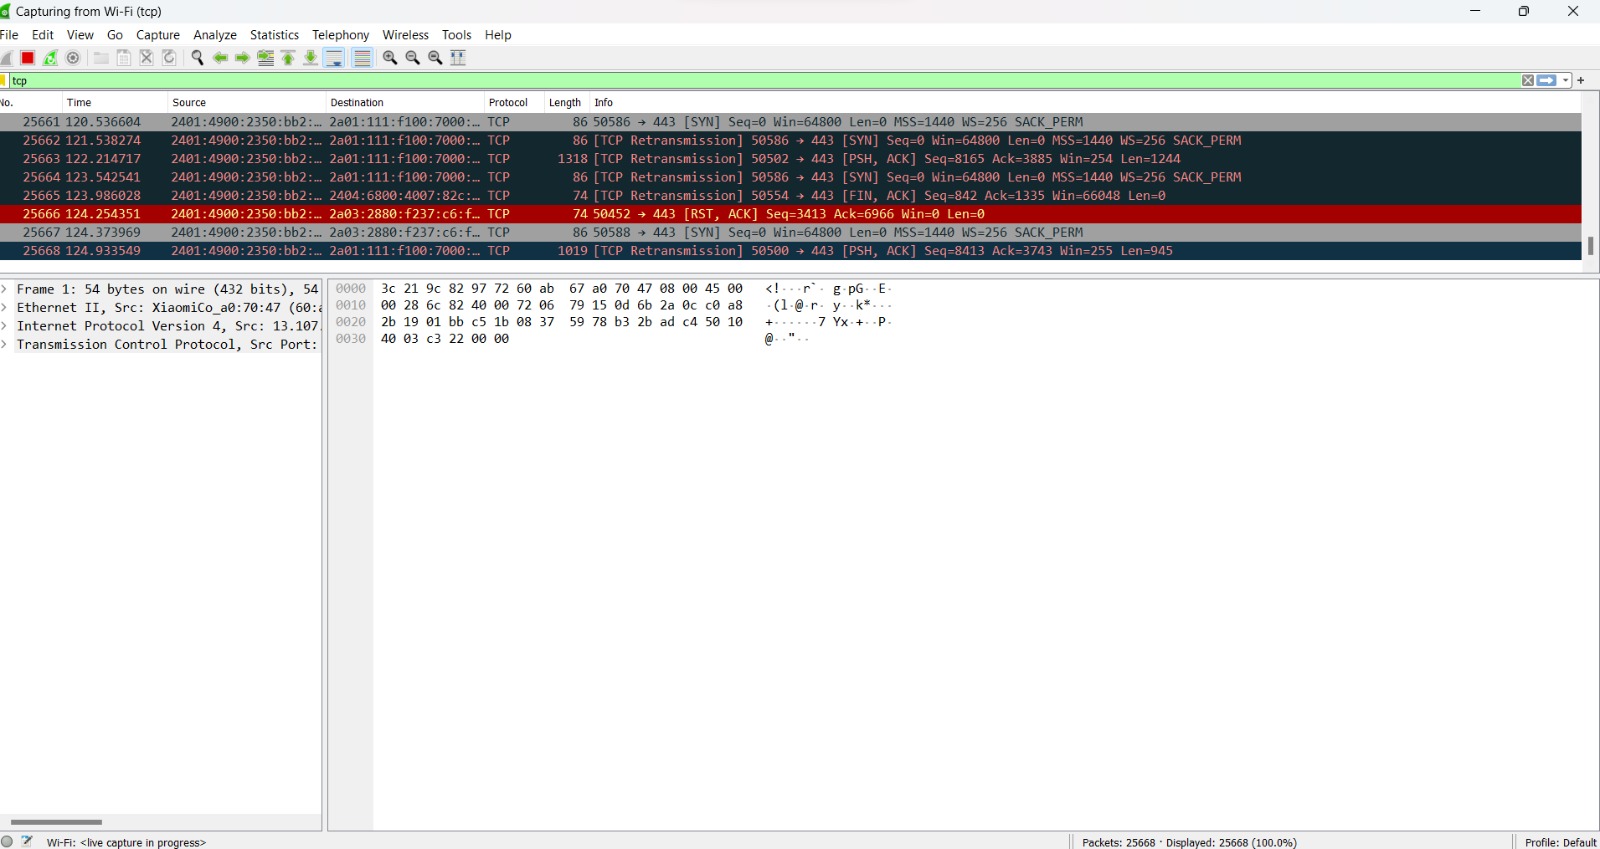 Capturing from Wi-Fi (tcp)
File Edit View Go Capture Analyze Statistics Telephony Wireless Tools Help
tcp
No. Time Source Destination Protocol Length Info
25661 120.536604 2401:4900:2350:bb2:… 2a01:111:f100:7000:… TCP 86 50586 → 443 [SYN] Seq=0 Win=64800 Len=0 MSS=1440 WS=256 SACK_PERM
25662 121.538274 2401:4900:2350:bb2:… 2a01:111:f100:7000:… TCP 86 [TCP Retransmission] 50586 → 443 [SYN] Seq=0 Win=64800 Len=0 MSS=1440 WS=256 SACK_PERM
25663 122.214717 2401:4900:2350:bb2:… 2a01:111:f100:7000:… TCP 1318 [TCP Retransmission] 50502 → 443 [PSH, ACK] Seq=8165 Ack=3885 Win=254 Len=1244
25664 123.542541 2401:4900:2350:bb2:… 2a01:111:f100:7000:… TCP 86 [TCP Retransmission] 50586 → 443 [SYN] Seq=0 Win=64800 Len=0 MSS=1440 WS=256 SACK_PERM
25665 123.986028 2401:4900:2350:bb2:… 2404:6800:4007:82c:… TCP 74 [TCP Retransmission] 50554 → 443 [FIN, ACK] Seq=842 Ack=1335 Win=66048 Len=0
25666 124.254351 2401:4900:2350:bb2:… 2a03:2880:f237:c6:f… TCP 74 50452 → 443 [RST, ACK] Seq=3413 Ack=6966 Win=0 Len=0
25667 124.373969 2401:4900:2350:bb2:… 2a03:2880:f237:c6:f… TCP 86 50588 → 443 [SYN] Seq=0 Win=64800 Len=0 MSS=1440 WS=256 SACK_PERM
25668 124.933549 2401:4900:2350:bb2:… 2a01:111:f100:7000:… TCP 1019 [TCP Retransmission] 50500 → 443 [PSH, ACK] Seq=8413 Ack=3743 Win=255 Len=945
Frame 1: 54 bytes on wire (432 bits), 54
Ethernet II, Src: XiaomiCo_a0:70:47 (60:a
Internet Protocol Version 4, Src: 13.107.
Transmission Control Protocol, Src Port:
0000 3c 21 9c 82 97 72 60 ab 67 a0 70 47 08 00 45 00 <!···r`· g·pG··E·
0010 00 28 6c 82 40 00 72 06 79 15 0d 6b 2a 0c c0 a8 ·(l·@·r· y··k*···
0020 2b 19 01 bb c5 1b 08 37 59 78 b3 2b ad c4 50 10 +······7 Yx·+··P·
0030 40 03 c3 22 00 00 @··"··
Wi-Fi: <live capture in progress>
Packets: 25668 · Displayed: 25668 (100.0%)
Profile: Default